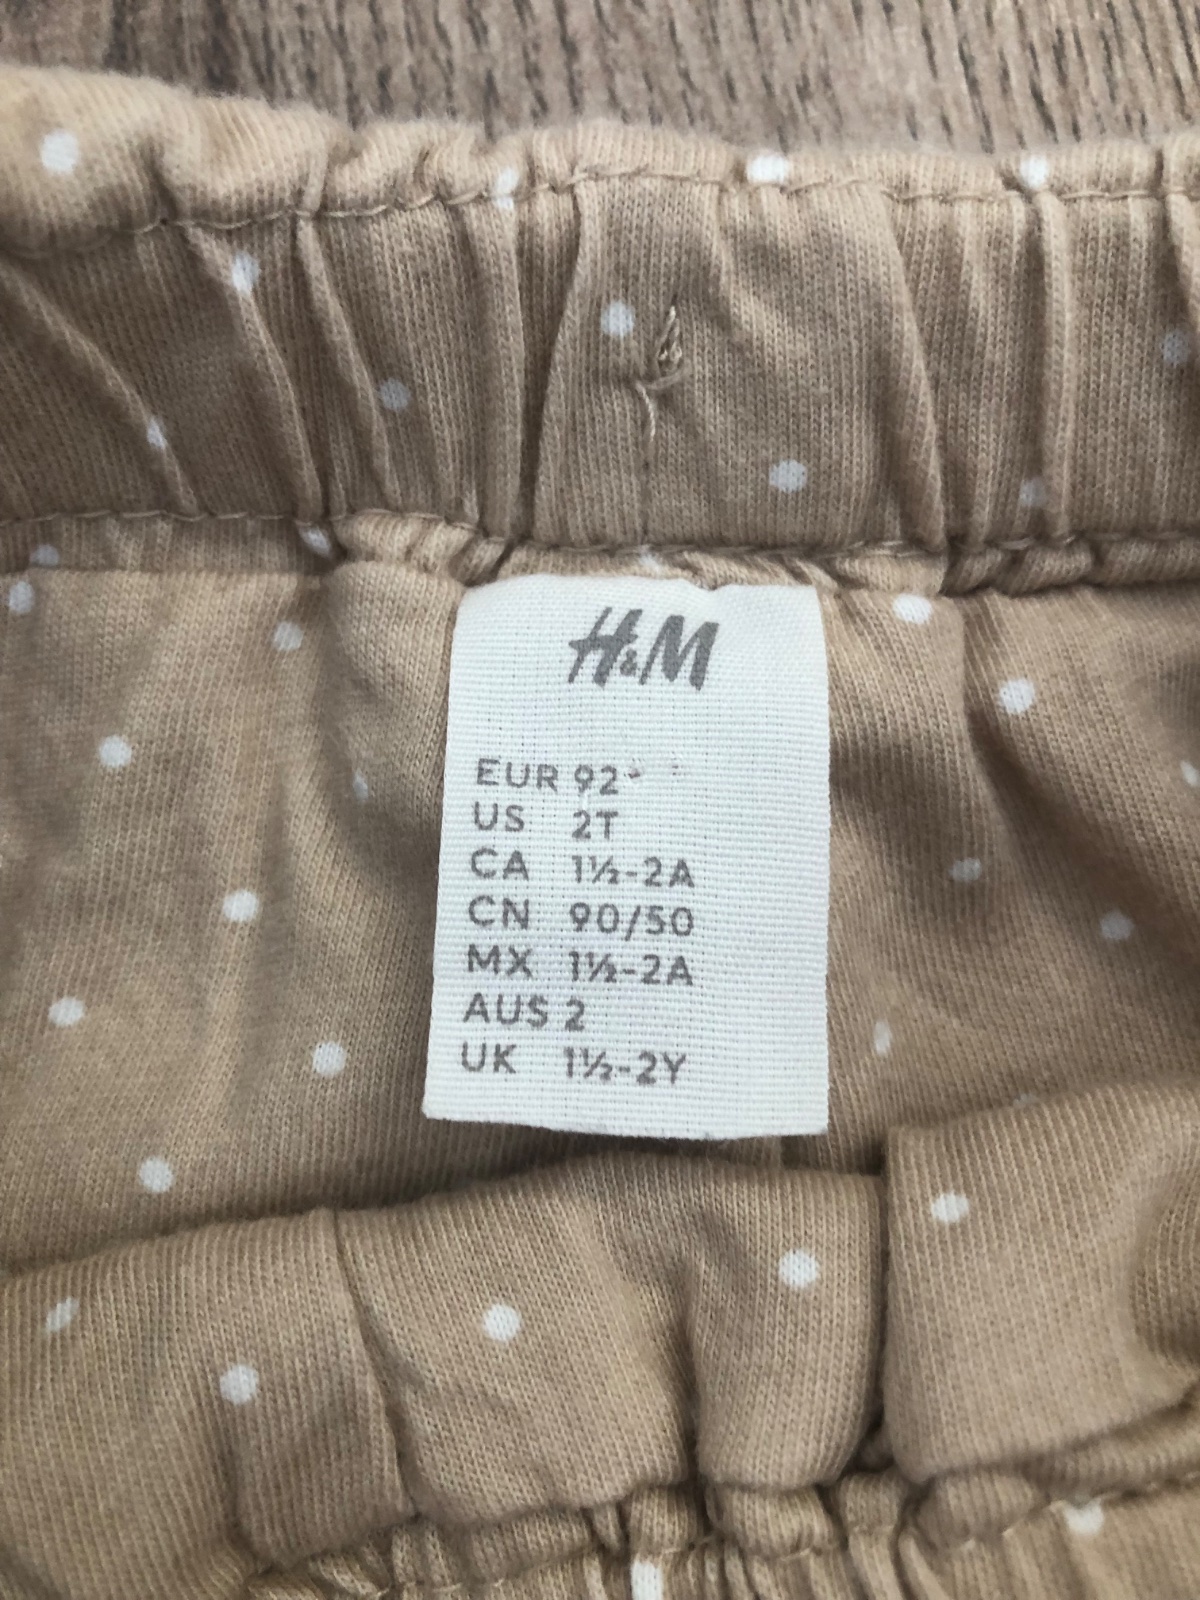 H&M
EUR 92
US 2T
CA 1½-2A
CN 90/50
MX 1½-2A
AUS 2
UK 1½-2Y